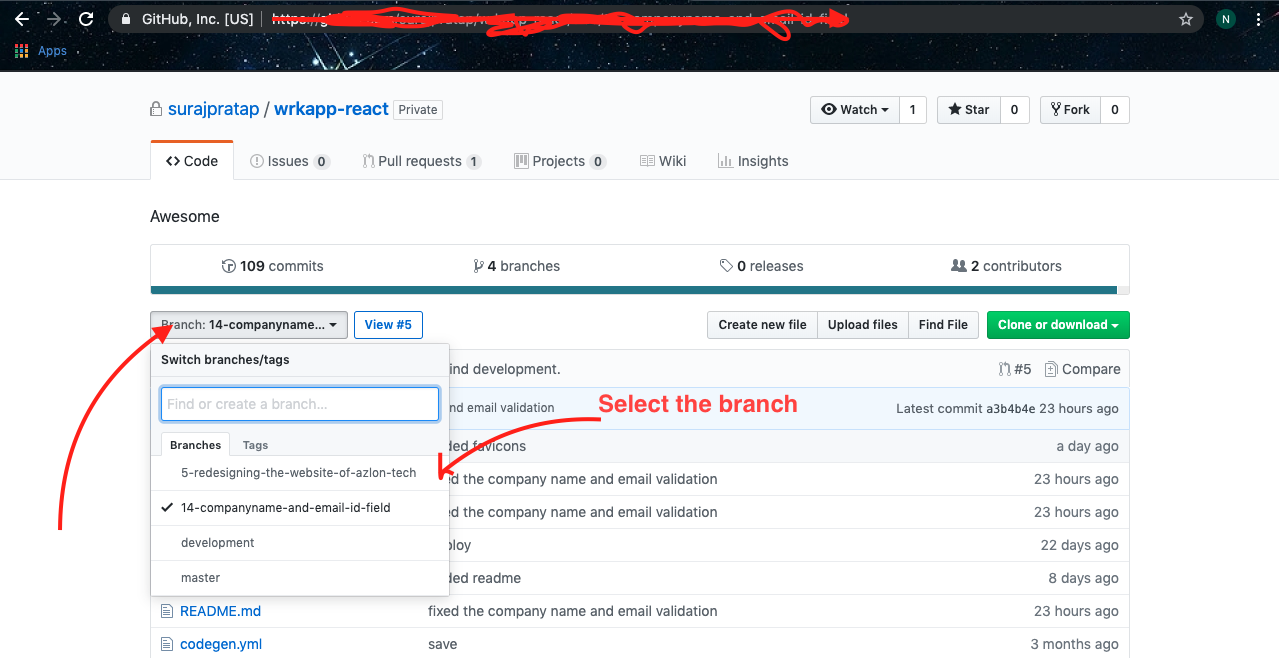 GitHub, Inc. [US]
N
Apps
surajpratap / wrkapp-react Private
Watch 1 Star 0 Fork 0
Code Issues 0 Pull requests 1 Projects 0 Wiki Insights
Awesome
109 commits 4 branches 0 releases 2 contributors
Branch: 14-companyname... View #5 Create new file Upload files Find File Clone or download
Switch branches/tags
ind development. #5 Compare
Find or create a branch...
Select the branch
nd email validation Latest commit a3b4b4e 23 hours ago
Branches Tags
ded favicons a day ago
5-redesigning-the-website-of-azlon-tech
ed the company name and email validation 23 hours ago
14-companyname-and-email-id-field
ed the company name and email validation 23 hours ago
development
ploy 22 days ago
master
ded readme 8 days ago
README.md fixed the company name and email validation 23 hours ago
codegen.yml save 3 months ago